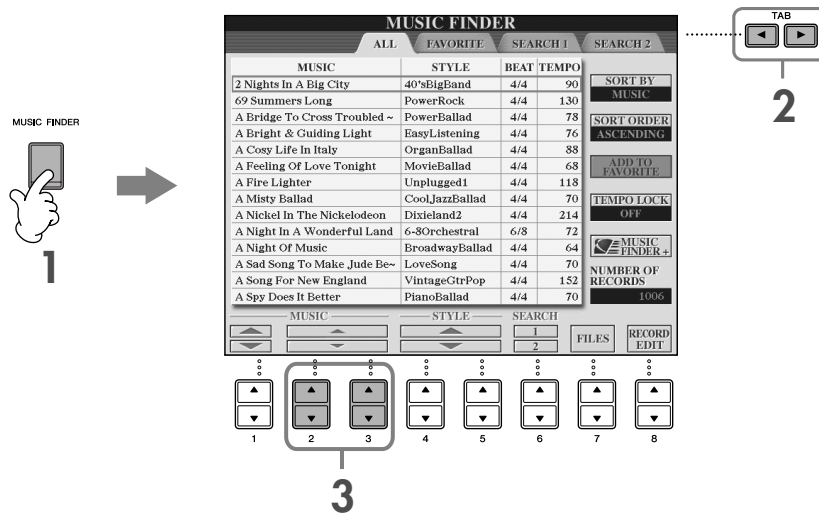 MUSIC FINDER
TAB
ALL FAVORITE SEARCH 1 SEARCH 2
MUSIC STYLE BEAT TEMPO
2 Nights In A Big City 40'sBigBand 4/4 90
69 Summers Long PowerRock 4/4 130
A Bridge To Cross Troubled ~ PowerBallad 4/4 78
A Bright & Guiding Light EasyListening 4/4 76
A Cosy Life In Italy OrganBallad 4/4 88
A Feeling Of Love Tonight MovieBallad 4/4 68
A Fire Lighter Unplugged1 4/4 118
A Misty Ballad CoolJazzBallad 4/4 70
A Nickel In The Nickelodeon Dixieland2 4/4 214
A Night In A Wonderful Land 6-8Orchestral 6/8 72
A Night Of Music BroadwayBallad 4/4 64
A Sad Song To Make Jude Be~ LoveSong 4/4 70
A Song For New England VintageGtrPop 4/4 152
A Spy Does It Better PianoBallad 4/4 70
SORT BY
MUSIC
SORT ORDER
ASCENDING
ADD TO
FAVORITE
TEMPO LOCK
OFF
MUSIC
FINDER +
NUMBER OF
RECORDS
1006
MUSIC STYLE SEARCH
1
2
FILES
RECORD
EDIT
2
MUSIC FINDER
1
1 2 3 4 5 6 7 8
3